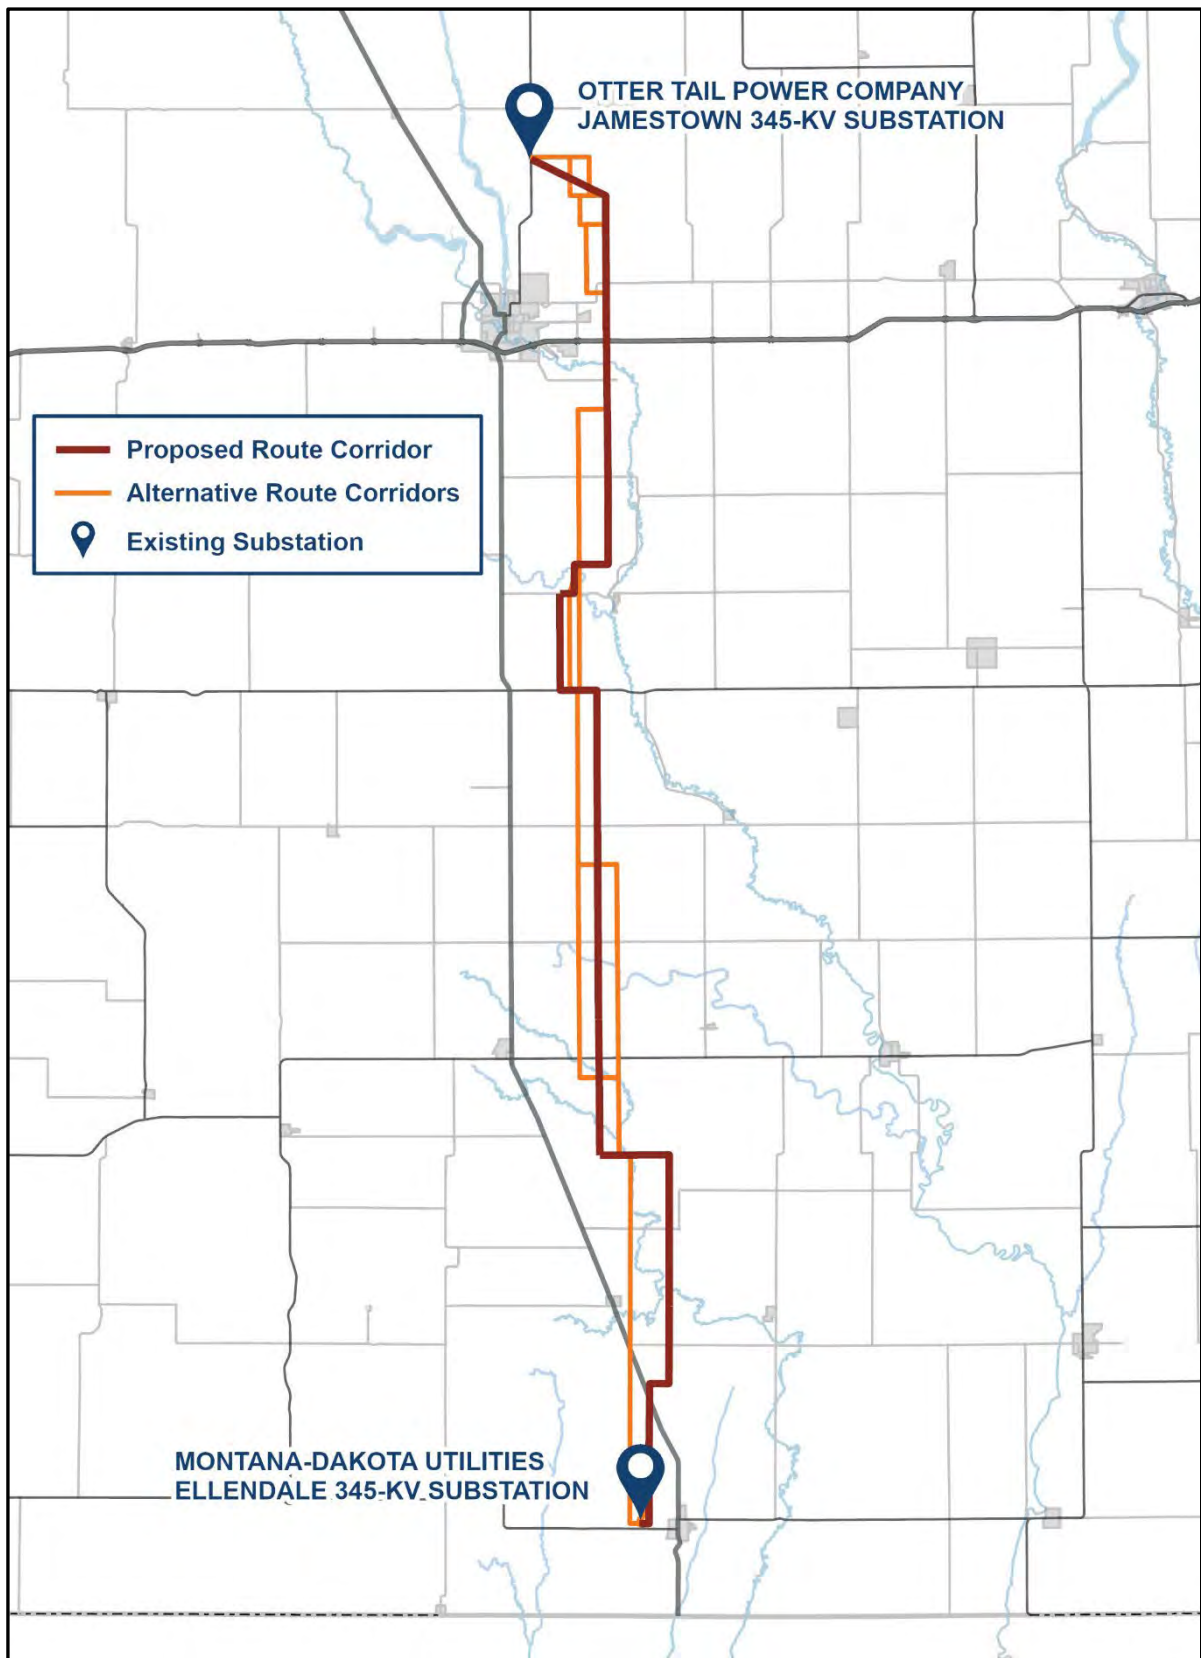 OTTER TAIL POWER COMPANY
JAMESTOWN 345-KV SUBSTATION
Proposed Route Corridor
Alternative Route Corridors
Existing Substation
MONTANA-DAKOTA UTILITIES
ELLENDALE 345-KV SUBSTATION